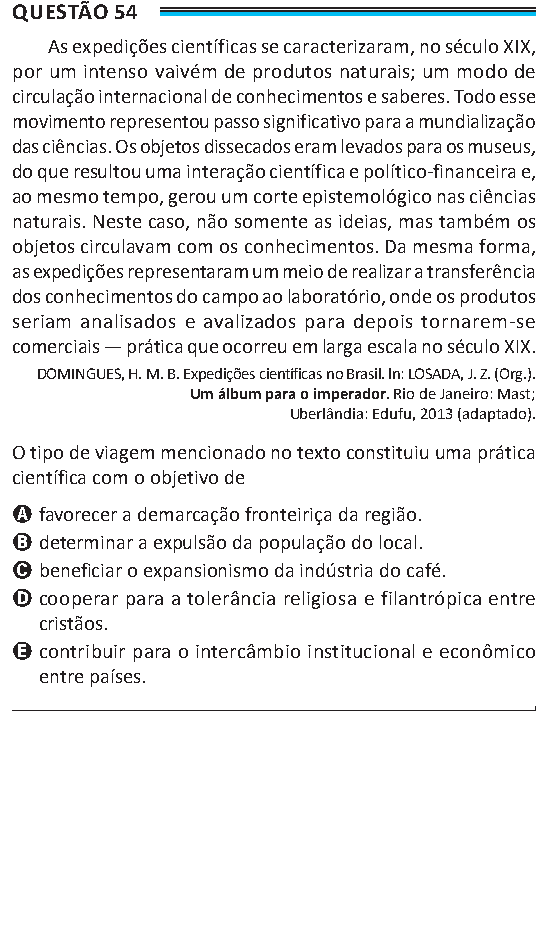 QUESTÃO 54
As expedições científicas se caracterizaram, no século XIX,
por um intenso vaivém de produtos naturais; um modo de
circulação internacional de conhecimentos e saberes. Todo esse
movimento representou passo significativo para a mundialização
das ciências. Os objetos dissecados eram levados para os museus,
do que resultou uma interação científica e político-financeira e,
ao mesmo tempo, gerou um corte epistemológico nas ciências
naturais. Neste caso, não somente as ideias, mas também os
objetos circulavam com os conhecimentos. Da mesma forma,
as expedições representaram um meio de realizar a transferência
dos conhecimentos do campo ao laboratório, onde os produtos
seriam analisados e avalizados para depois tornarem-se
comerciais — prática que ocorreu em larga escala no século XIX.
DOMINGUES, H. M. B. Expedições científicas no Brasil. In: LOSADA, J. Z. (Org.).
Um álbum para o imperador. Rio de Janeiro: Mast;
Uberlândia: Edufu, 2013 (adaptado).
O tipo de viagem mencionado no texto constituiu uma prática
científica com o objetivo de
A favorecer a demarcação fronteiriça da região.
B determinar a expulsão da população do local.
C beneficiar o expansionismo da indústria do café.
D cooperar para a tolerância religiosa e filantrópica entre
cristãos.
E contribuir para o intercâmbio institucional e econômico
entre países.